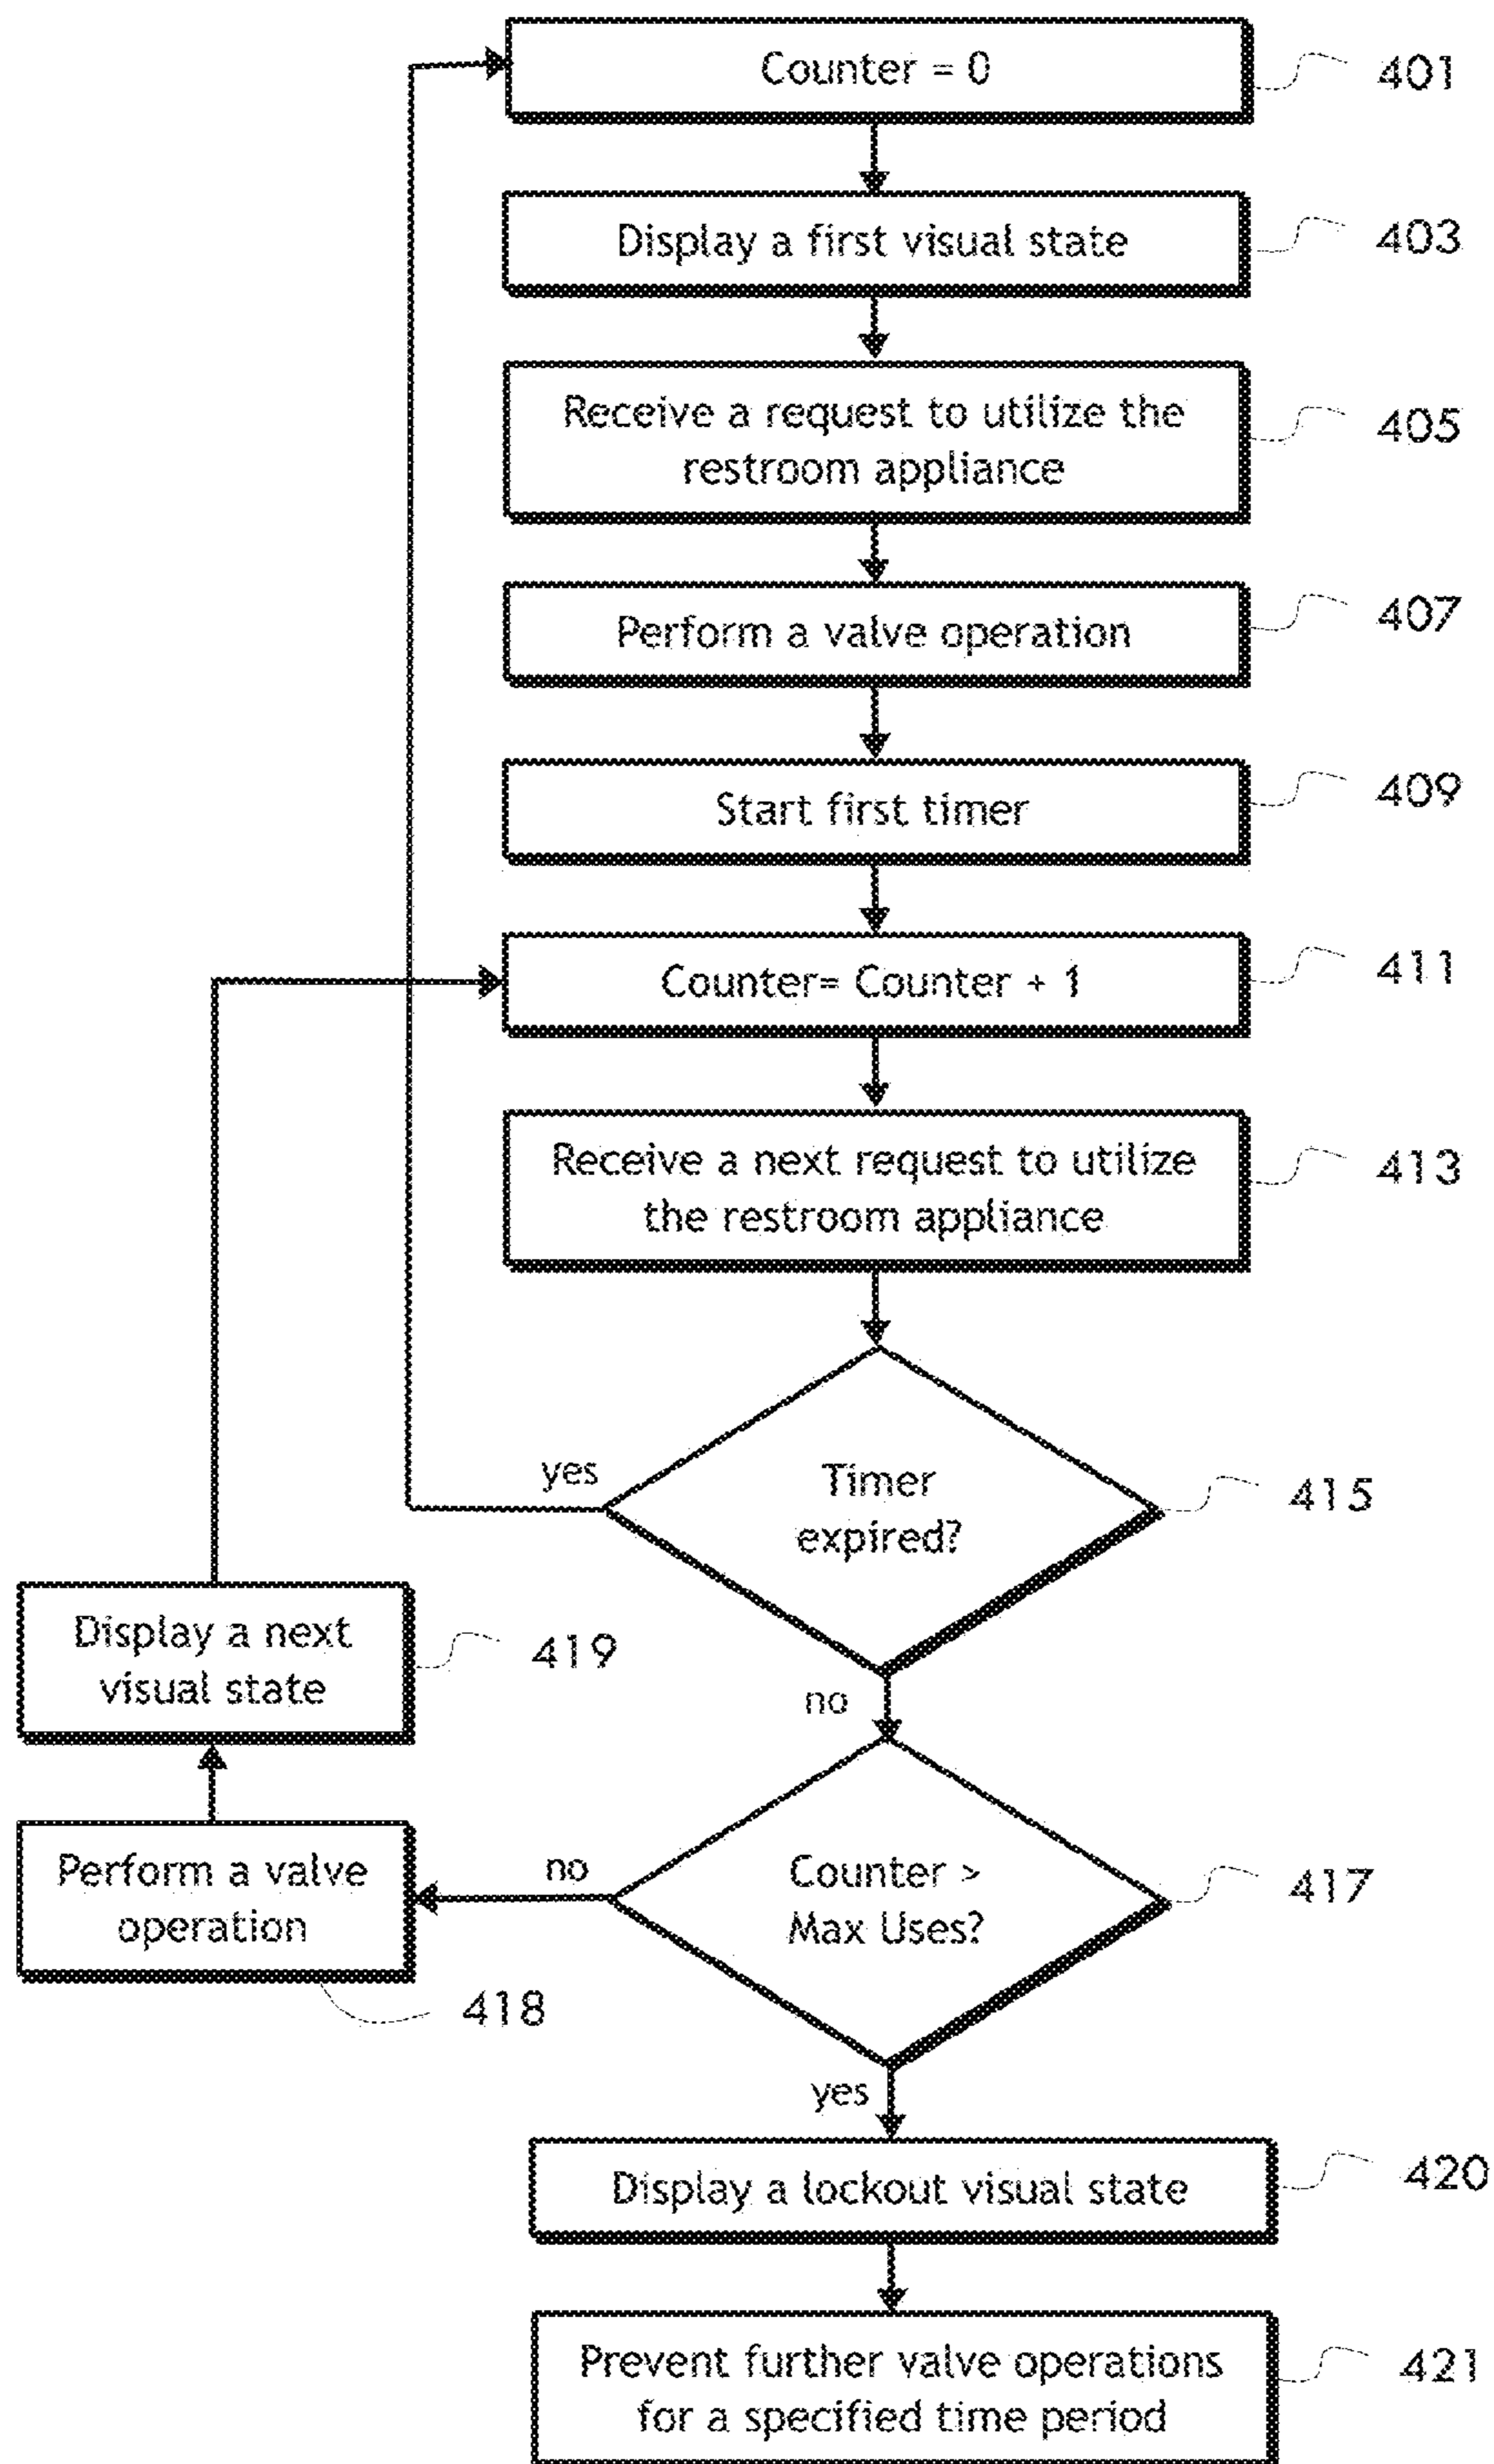 Counter = 0
401
Display a first visual state
403
Receive a request to utilize the
restroom appliance
405
Perform a valve operation
407
Start first timer
409
Counter= Counter + 1
411
Receive a next request to utilize
the restroom appliance
413
yes
Timer
expired?
415
Display a next
visual state
419
no
Perform a valve
operation
418
no
Counter >
Max Uses?
417
yes
Display a lockout visual state
420
Prevent further valve operations
for a specified time period
421